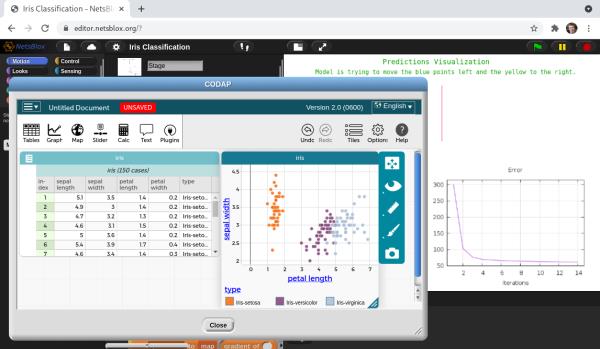 Iris Classification - NetsBlox
editor.netsblox.org/?
NetsBlox
Iris Classification
Motion
Control
Looks
Sensing
Stage
Predictions Visualization
Model is trying to move the blue points left and the yellow to the right.
CODAP
Untitled Document
UNSAVED
Version 2.0 (0600)
English
Tables
Graph
Map
Slider
Calc
Text
Plugins
Undo
Redo
Tiles
Options
Help
iris
iris (150 cases)
in-dex sepal length sepal width petal length petal width type
1 5.1 3.5 1.4 0.2 Iris-seto...
2 4.9 3 1.4 0.2 Iris-seto...
3 4.7 3.2 1.3 0.2 Iris-seto...
4 4.6 3.1 1.5 0.2 Iris-seto...
5 5 3.6 1.4 0.2 Iris-seto...
6 5.4 3.9 1.7 0.4 Iris-seto...
7 4.6 3.4 1.4 0.3 Iris-seto...
iris
sepal width
4.5
4
3.5
3
2.5
2
0 1 2 3 4 5 6 7
petal length
type
Iris-setosa
Iris-versicolor
Iris-virginica
Close
Error
300
250
200
150
100
50
2 4 6 8 10 12 14
Iterations
to map gradient of